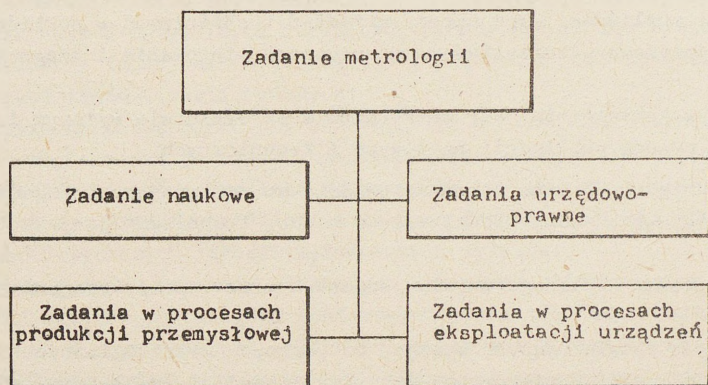 Zadanie metrologii
Zadanie naukowe
Zadania urzędowo-
prawne
Zadania w procesach
produkcji przemysłowej
Zadania w procesach
eksploatacji urządzeń